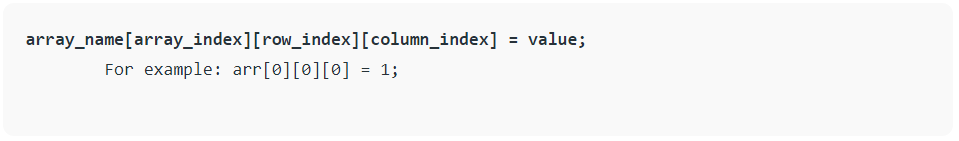 array_name[array_index][row_index][column_index] = value;
For example: arr[0][0][0] = 1;